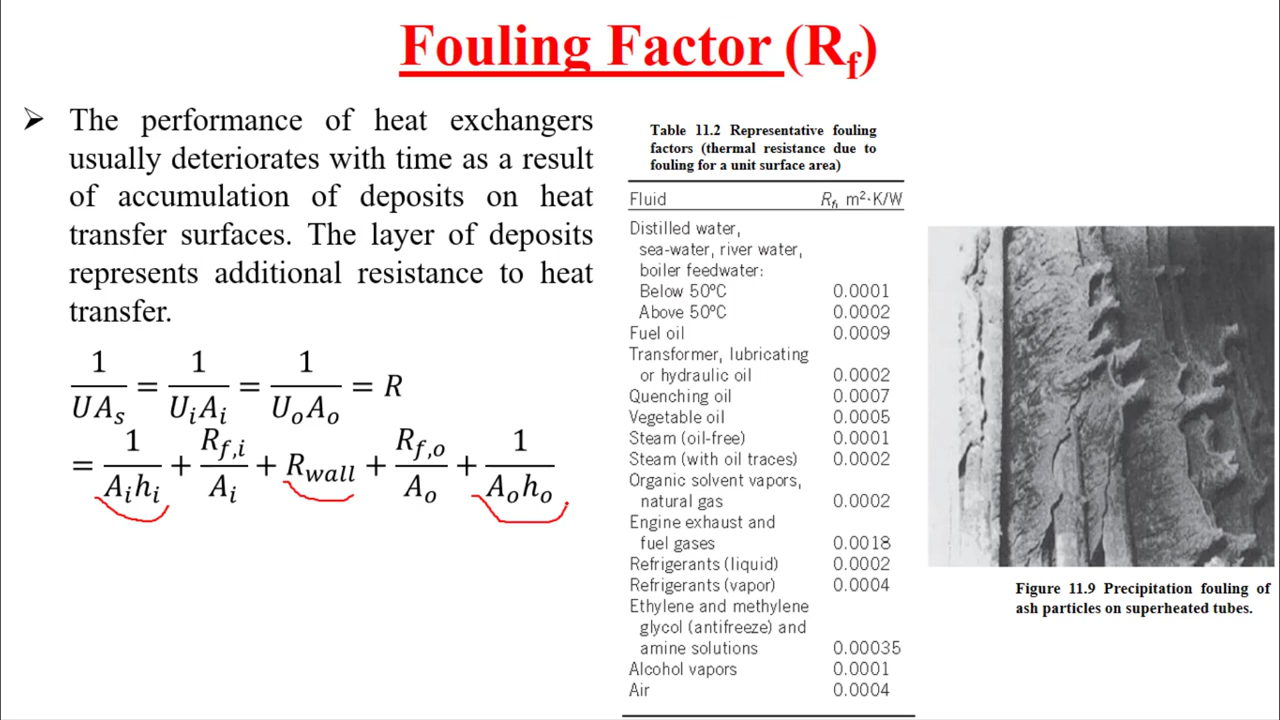 Fouling Factor (Rf)
➢ The performance of heat exchangers
usually deteriorates with time as a result
of accumulation of deposits on heat
transfer surfaces. The layer of deposits
represents additional resistance to heat
transfer.
1/(UA_s) = 1/(U_iA_i) = 1/(U_oA_o) = R
= 1/(A_ih_i) + R_f,i/A_i + R_wall + R_f,o/A_o + 1/(A_oh_o)
Table 11.2 Representative fouling
factors (thermal resistance due to
fouling for a unit surface area)
Fluid Rf, m²·K/W
Distilled water,
sea-water, river water,
boiler feedwater:
Below 50°C 0.0001
Above 50°C 0.0002
Fuel oil 0.0009
Transformer, lubricating
or hydraulic oil 0.0002
Quenching oil 0.0007
Vegetable oil 0.0005
Steam (oil-free) 0.0001
Steam (with oil traces) 0.0002
Organic solvent vapors,
natural gas 0.0002
Engine exhaust and
fuel gases 0.0018
Refrigerants (liquid) 0.0002
Refrigerants (vapor) 0.0004
Ethylene and methylene
glycol (antifreeze) and
amine solutions 0.00035
Alcohol vapors 0.0001
Air 0.0004
Figure 11.9 Precipitation fouling of
ash particles on superheated tubes.